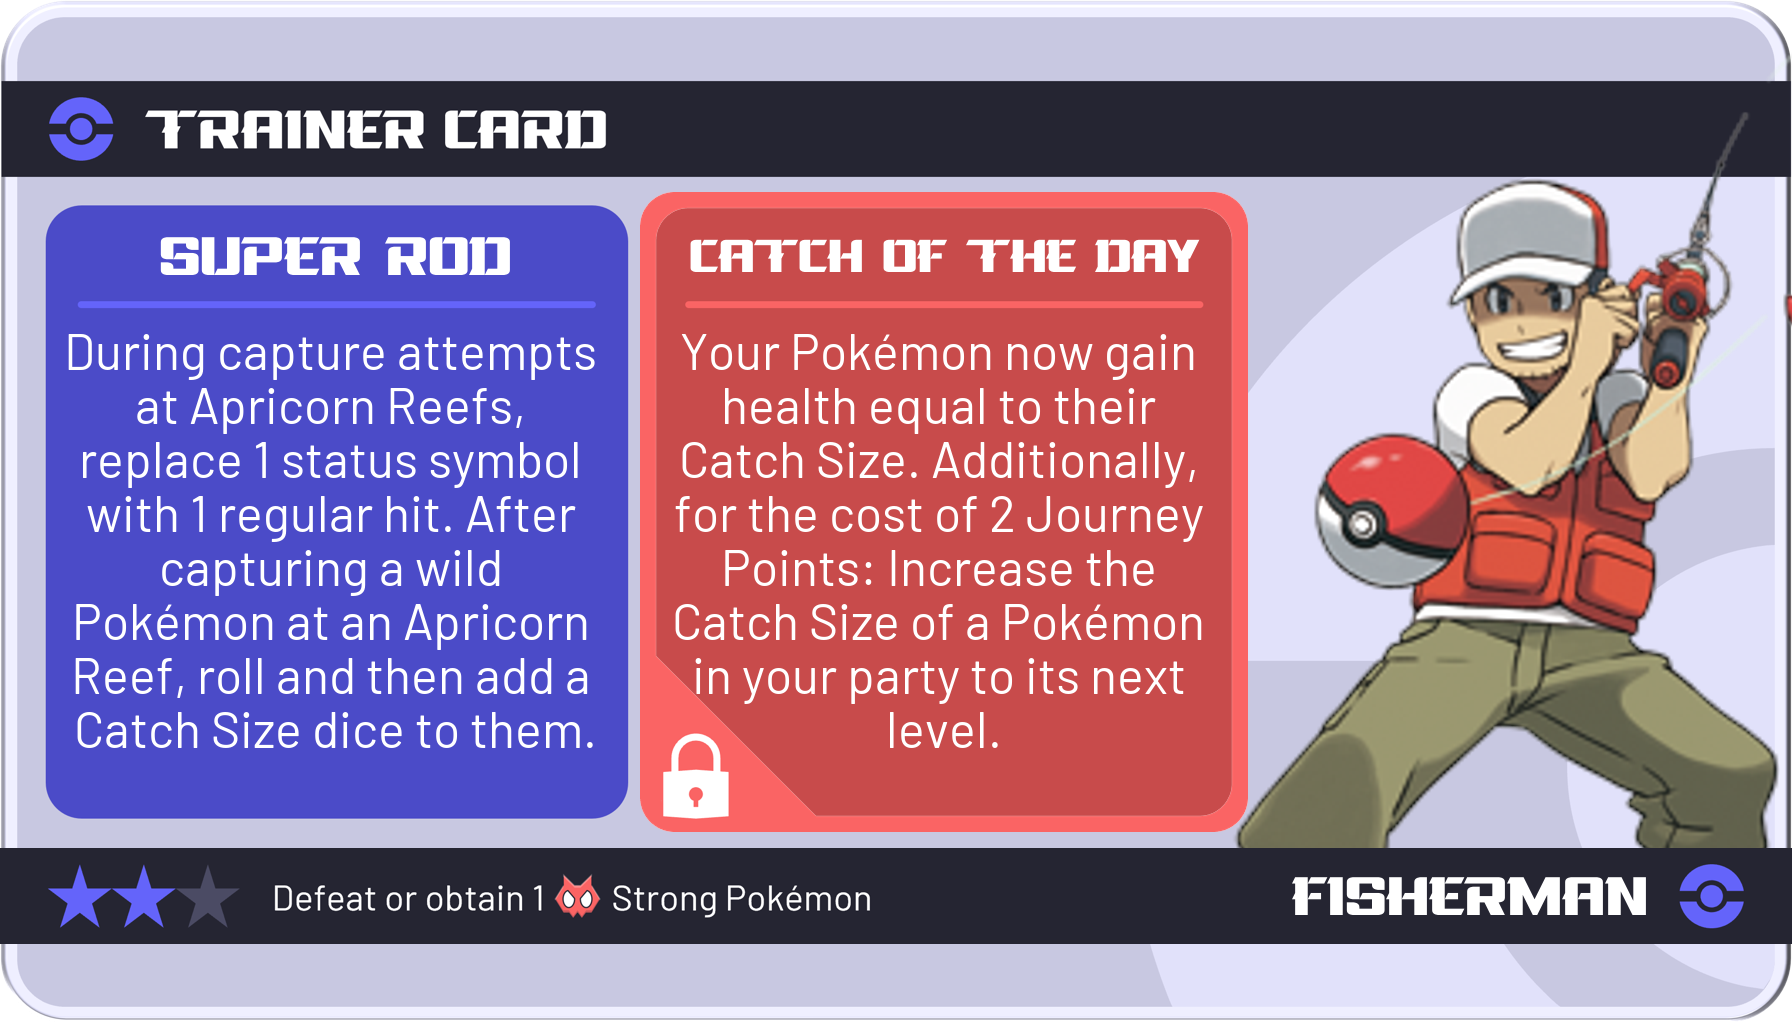 TRAINER CARD
SUPER ROD
During capture attempts
at Apricorn Reefs,
replace 1 status symbol
with 1 regular hit. After
capturing a wild
Pokémon at an Apricorn
Reef, roll and then add a
Catch Size dice to them.
CATCH OF THE DAY
Your Pokémon now gain
health equal to their
Catch Size. Additionally,
for the cost of 2 Journey
Points: Increase the
Catch Size of a Pokémon
in your party to its next
level.
Defeat or obtain 1 Strong Pokémon
FISHERMAN